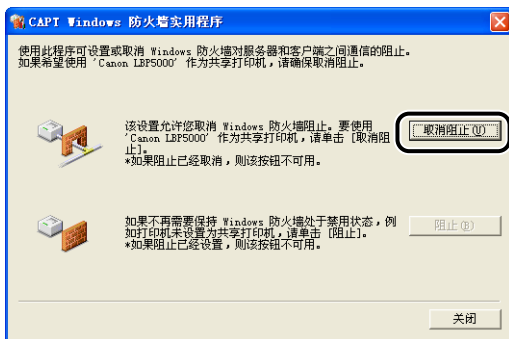 CAPT Windows 防火墙实用程序
使用此程序可设置或取消 Windows 防火墙对服务器和客户端之间通信的阻止。
如果希望使用 'Canon LBP5000' 作为共享打印机，请确保取消阻止。
该设置允许您取消 Windows 防火墙阻止。要使用
'Canon LBP5000' 作为共享打印机，请单击 [取消阻
止]。
*如果阻止已经取消，则该按钮不可用。
取消阻止(U)
如果不再需要保持 Windows 防火墙处于禁用状态，例
如打印机未设置为共享打印机，请单击 [阻止]。
*如果阻止已经设置，则该按钮不可用。
阻止(B)
关闭